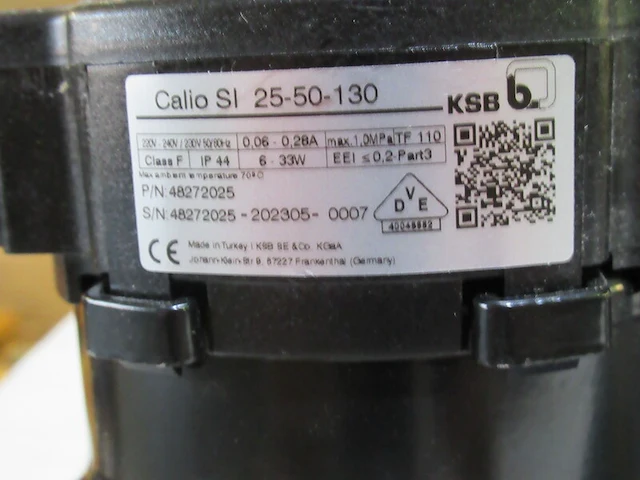 Calio SI 25-50-130
KSB b
220V - 240V / 230V 50/60Hz 0,06 - 0,28A max.1,0MPa TF 110
Class F IP 44 6 - 33W EEI ≤ 0,2-Part3
Max ambient temperature 70°C
P/N: 48272025
S/N: 48272025 - 202305 - 0007
V
D E
CE
Made in Turkey | KSB SE & Co. KGaA
Johann-Klein-Str 9, 67227 Frankenthal (Germany)